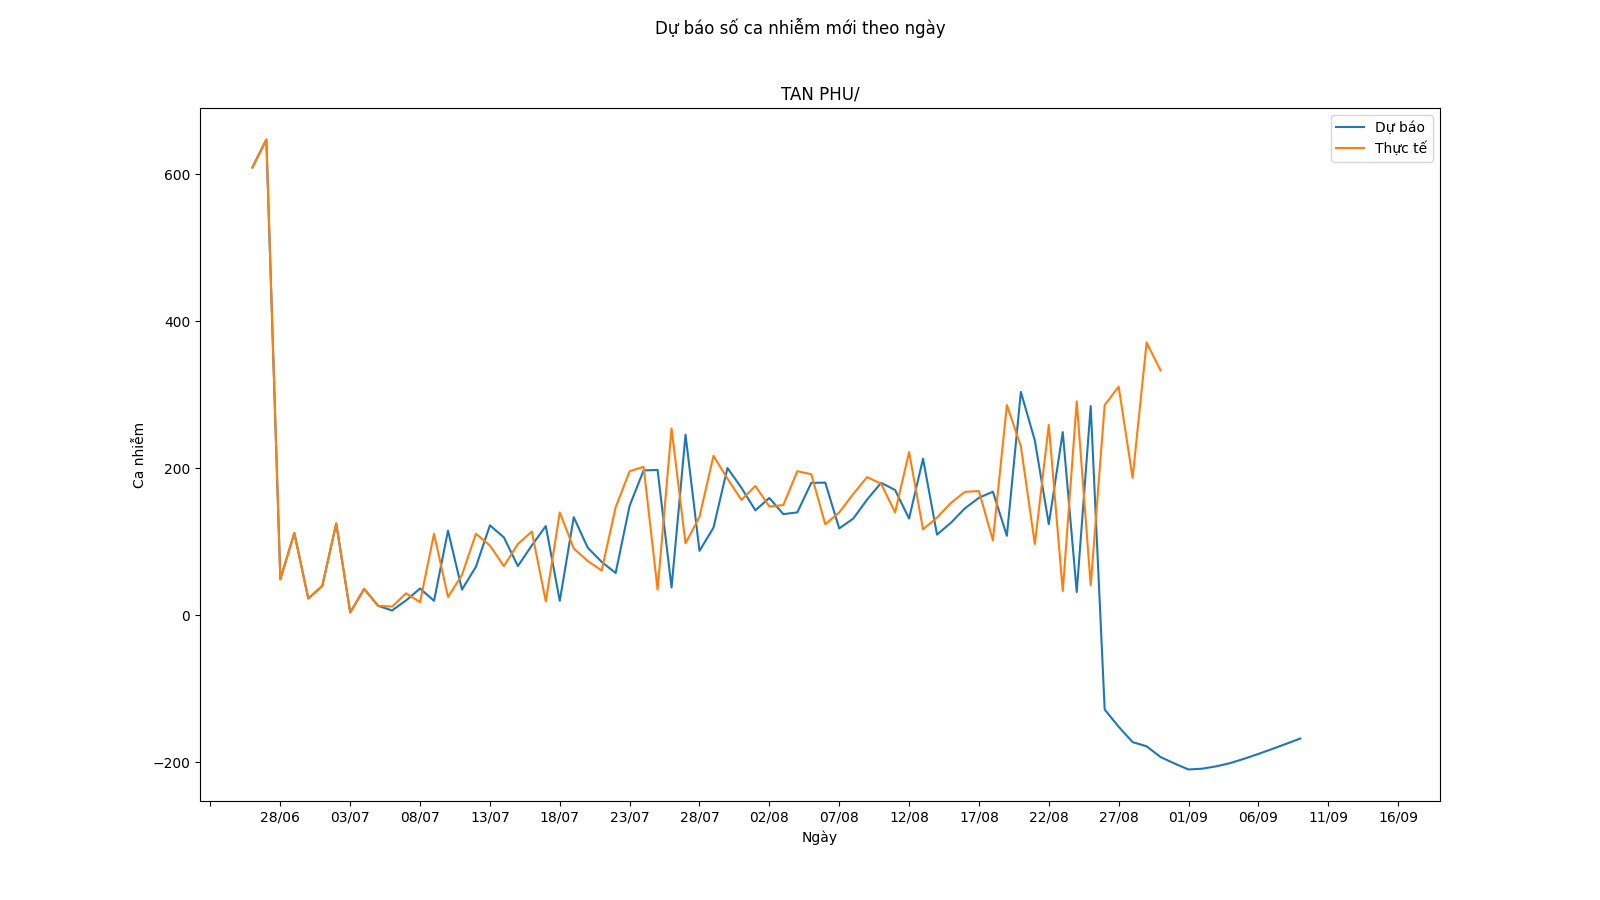 Dự báo số ca nhiễm mới theo ngày
TAN PHU/
Dự báo
Thực tế
600
400
200
0
−200
Ca nhiễm
28/06 03/07 08/07 13/07 18/07 23/07 28/07 02/08 07/08 12/08 17/08 22/08 27/08 01/09 06/09 11/09 16/09
Ngày